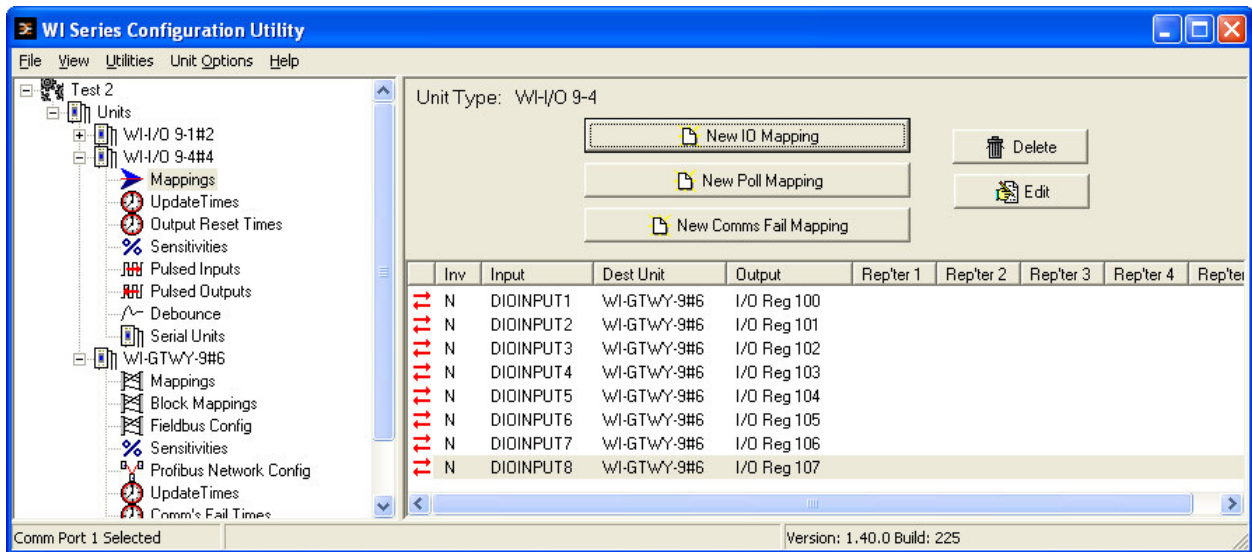 WI Series Configuration Utility
File View Utilities Unit Options Help
Test 2
Units
WI-I/O 9-1#2
WI-I/O 9-4#4
Mappings
UpdateTimes
Output Reset Times
Sensitivities
Pulsed Inputs
Pulsed Outputs
Debounce
Serial Units
WI-GTWY-9#6
Mappings
Block Mappings
Fieldbus Config
Sensitivities
Profibus Network Config
UpdateTimes
Comm's Fail Times
Unit Type: WI-I/O 9-4
New IO Mapping
Delete
New Poll Mapping
Edit
New Comms Fail Mapping
Inv Input Dest Unit Output Rep'ter 1 Rep'ter 2 Rep'ter 3 Rep'ter 4 Rep'ter
N DIOINPUT1 WI-GTWY-9#6 I/O Reg 100
N DIOINPUT2 WI-GTWY-9#6 I/O Reg 101
N DIOINPUT3 WI-GTWY-9#6 I/O Reg 102
N DIOINPUT4 WI-GTWY-9#6 I/O Reg 103
N DIOINPUT5 WI-GTWY-9#6 I/O Reg 104
N DIOINPUT6 WI-GTWY-9#6 I/O Reg 105
N DIOINPUT7 WI-GTWY-9#6 I/O Reg 106
N DIOINPUT8 WI-GTWY-9#6 I/O Reg 107
Comm Port 1 Selected
Version: 1.40.0 Build: 225